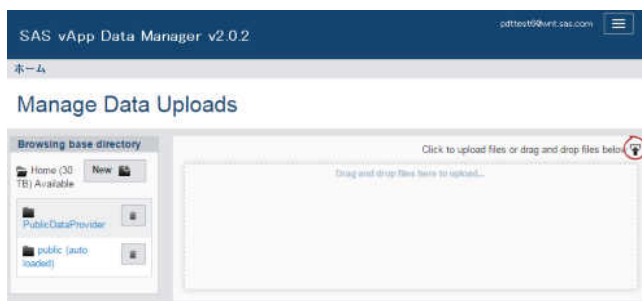 SAS vApp Data Manager v2.0.2
pdttest6@wnt.sas.com
ホーム
Manage Data Uploads
Browsing base directory
Home (30
TB) Available
New
PublicDataProvider
public (auto
loaded)
Click to upload files or drag and drop files below
Drag and drop files here to upload...